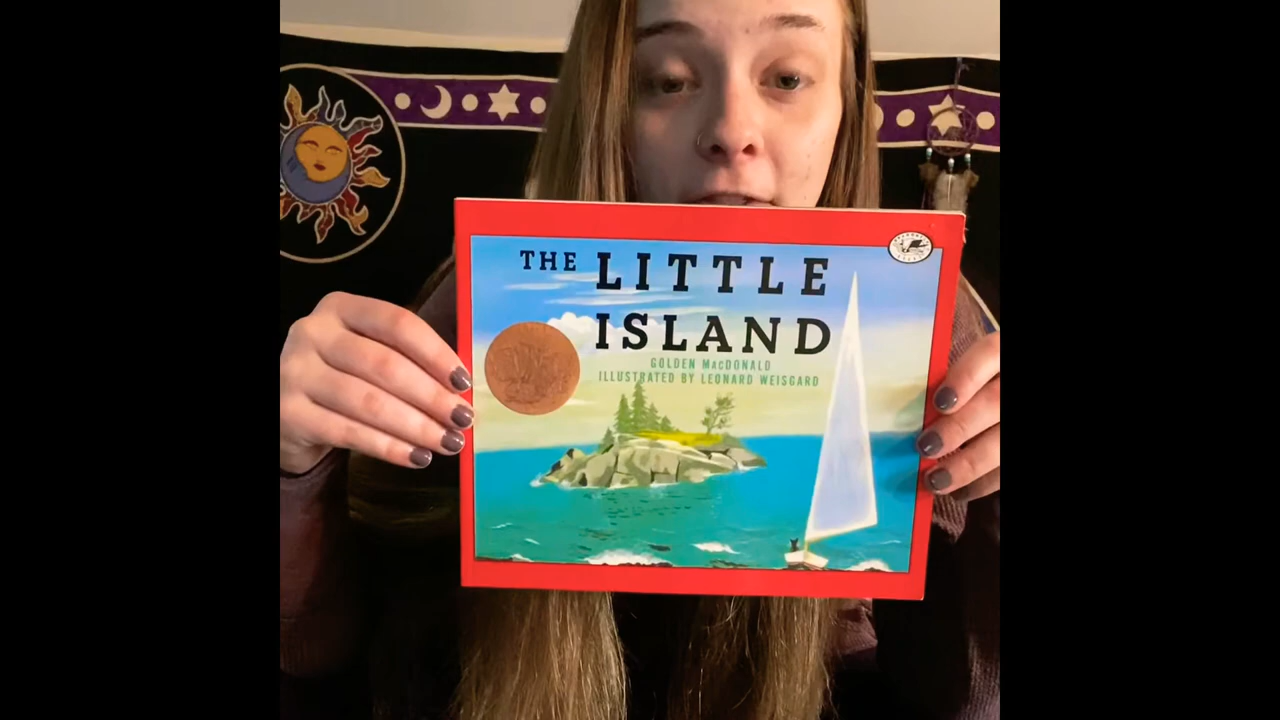 THE LITTLE
ISLAND
GOLDEN MACDONALD
ILLUSTRATED BY LEONARD WEISGARD